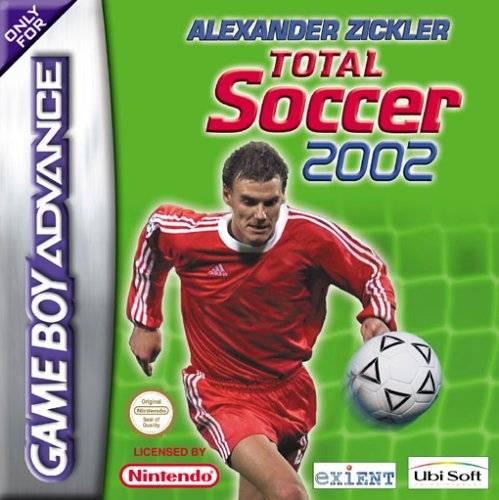 ONLY
FOR
GAME BOY ADVANCE
ALEXANDER ZICKLER
TOTAL
Soccer
2002
Original
Nintendo
Seal of
Quality
LICENSED BY
Nintendo
exient
Ubi Soft